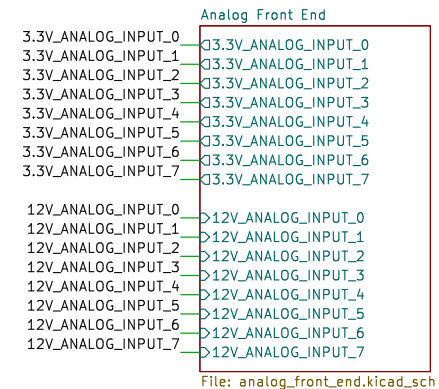 Analog Front End
3.3V_ANALOG_INPUT_0 3.3V_ANALOG_INPUT_0
3.3V_ANALOG_INPUT_1 3.3V_ANALOG_INPUT_1
3.3V_ANALOG_INPUT_2 3.3V_ANALOG_INPUT_2
3.3V_ANALOG_INPUT_3 3.3V_ANALOG_INPUT_3
3.3V_ANALOG_INPUT_4 3.3V_ANALOG_INPUT_4
3.3V_ANALOG_INPUT_5 3.3V_ANALOG_INPUT_5
3.3V_ANALOG_INPUT_6 3.3V_ANALOG_INPUT_6
3.3V_ANALOG_INPUT_7 3.3V_ANALOG_INPUT_7
12V_ANALOG_INPUT_0 12V_ANALOG_INPUT_0
12V_ANALOG_INPUT_1 12V_ANALOG_INPUT_1
12V_ANALOG_INPUT_2 12V_ANALOG_INPUT_2
12V_ANALOG_INPUT_3 12V_ANALOG_INPUT_3
12V_ANALOG_INPUT_4 12V_ANALOG_INPUT_4
12V_ANALOG_INPUT_5 12V_ANALOG_INPUT_5
12V_ANALOG_INPUT_6 12V_ANALOG_INPUT_6
12V_ANALOG_INPUT_7 12V_ANALOG_INPUT_7
File: analog_front_end.kicad_sch